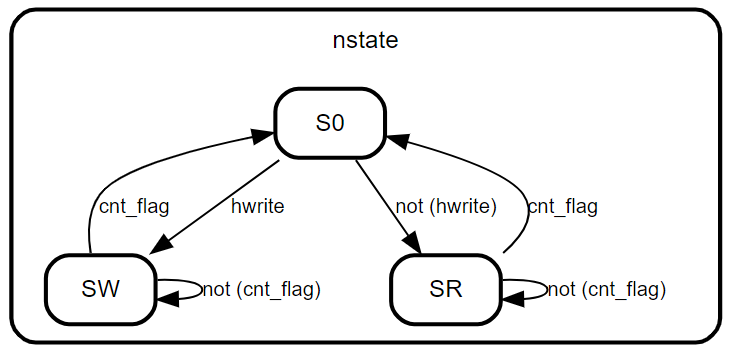 nstate
S0
cnt_flag
hwrite
not (hwrite)
cnt_flag
SW
not (cnt_flag)
SR
not (cnt_flag)